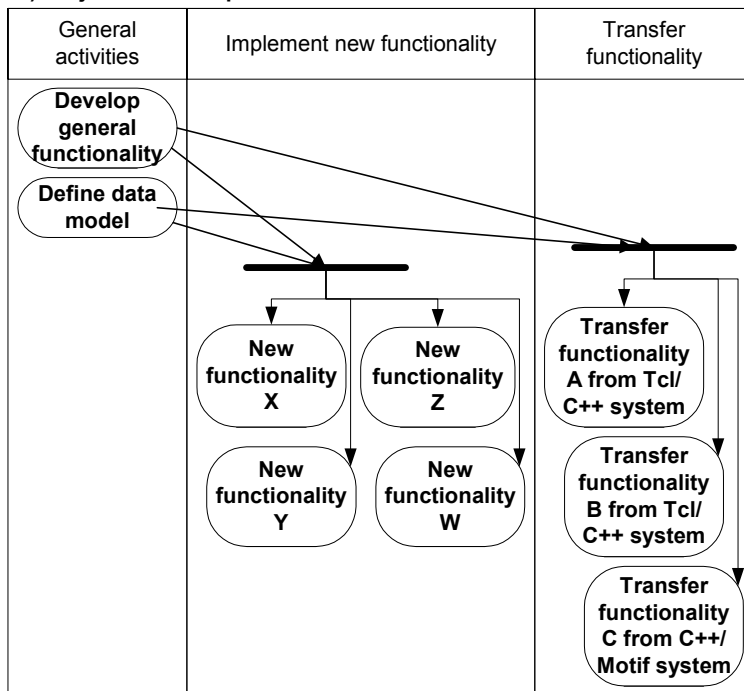 General
activities
Implement new functionality
Transfer
functionality
Develop
general
functionality
Define data
model
New
functionality
X
New
functionality
Z
New
functionality
Y
New
functionality
W
Transfer
functionality
A from Tcl/
C++ system
Transfer
functionality
B from Tcl/
C++ system
Transfer
functionality
C from C++/
Motif system